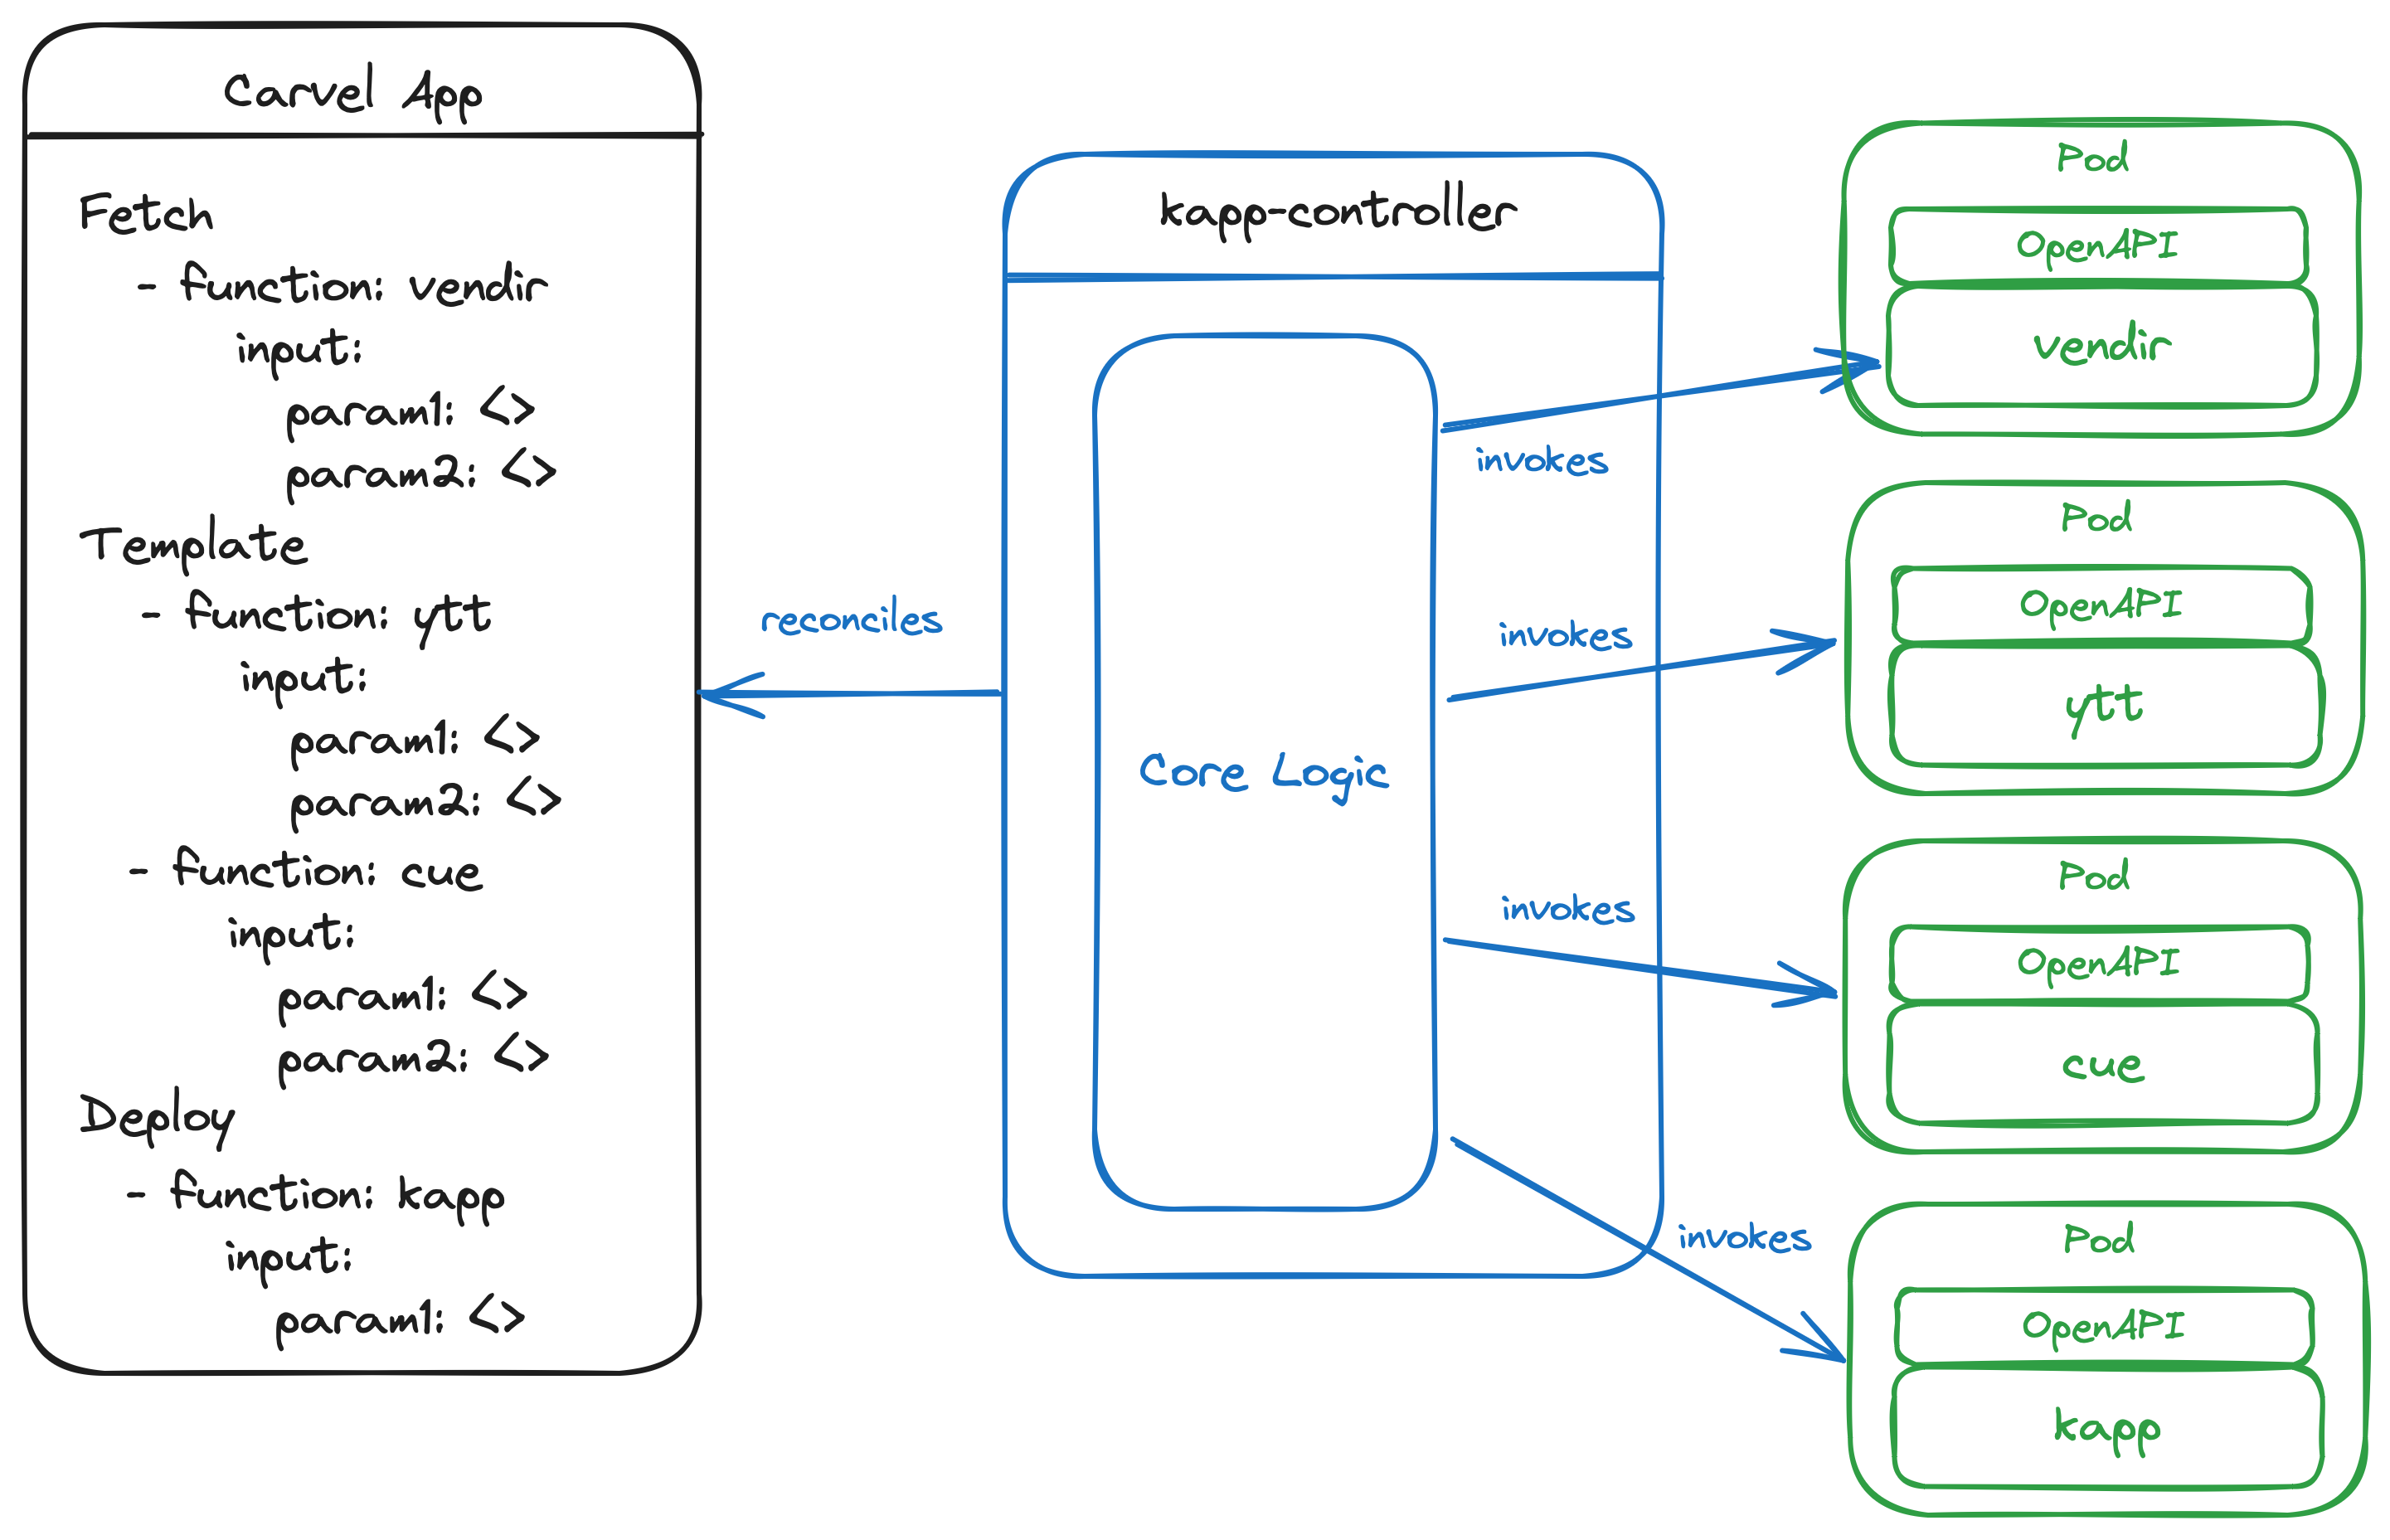 Carvel App
Fetch
- function: vendir
input:
param1: <>
param2: <>
Template
- function: ytt
input:
param1: <>
param2: <>
- function: cue
input:
param1: <>
param2: <>
Deploy
- function: kapp
input:
param1: <>
reconciles
kapp-controller
Core Logic
invokes
invokes
invokes
invokes
Pod
OpenAPI
vendir
Pod
OpenAPI
ytt
Pod
OpenAPI
cue
Pod
OpenAPI
kapp